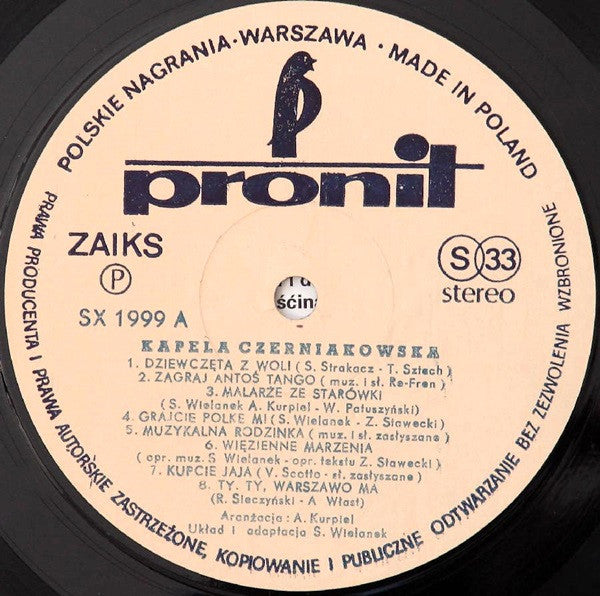 POLSKIE NAGRANIA·WARSZAWA · MADE IN POLAND
pronit
ZAIKS
P
S 33
stereo
SX 1999 A
ścin
KAPELA CZERNIAKOWSKA
1. DZIEWCZĘTA Z WOLI (S. Strakacz - T. Sztech)
2. ZAGRAJ ANTOŚ TANGO (muz. i sł. Re-Fren)
3. MALARZE ZE STARÓWKI
(S. Wielanek A. Kurpiel - W. Patuszyński)
4. GRAJCIE POLKĘ MI (S. Wielanek - Z. Sławecki)
5. MUZYKALNA RODZINKA (muz. i sł. zasłyszane)
6. WIĘZIENNE MARZENIA
(opr. muz. S Wielanek - opr. tekstu Z. Sławecki)
7. KUPCIE JAJA (V. Scotto - sł. zasłyszane)
8. TY, TY, WARSZAWO MA
(R. Sieczyński - A Włast)
Aranżacja: A. Kurpiel
Układ i adaptacja S. Wielanek
PRAWA PRODUCENTA I PRAWA AUTORSKIE ZASTRZEŻONE, KOPIOWANIE I PUBLICZNE ODTWARZANIE BEZ ZEZWOLENIA WZBRONIONE